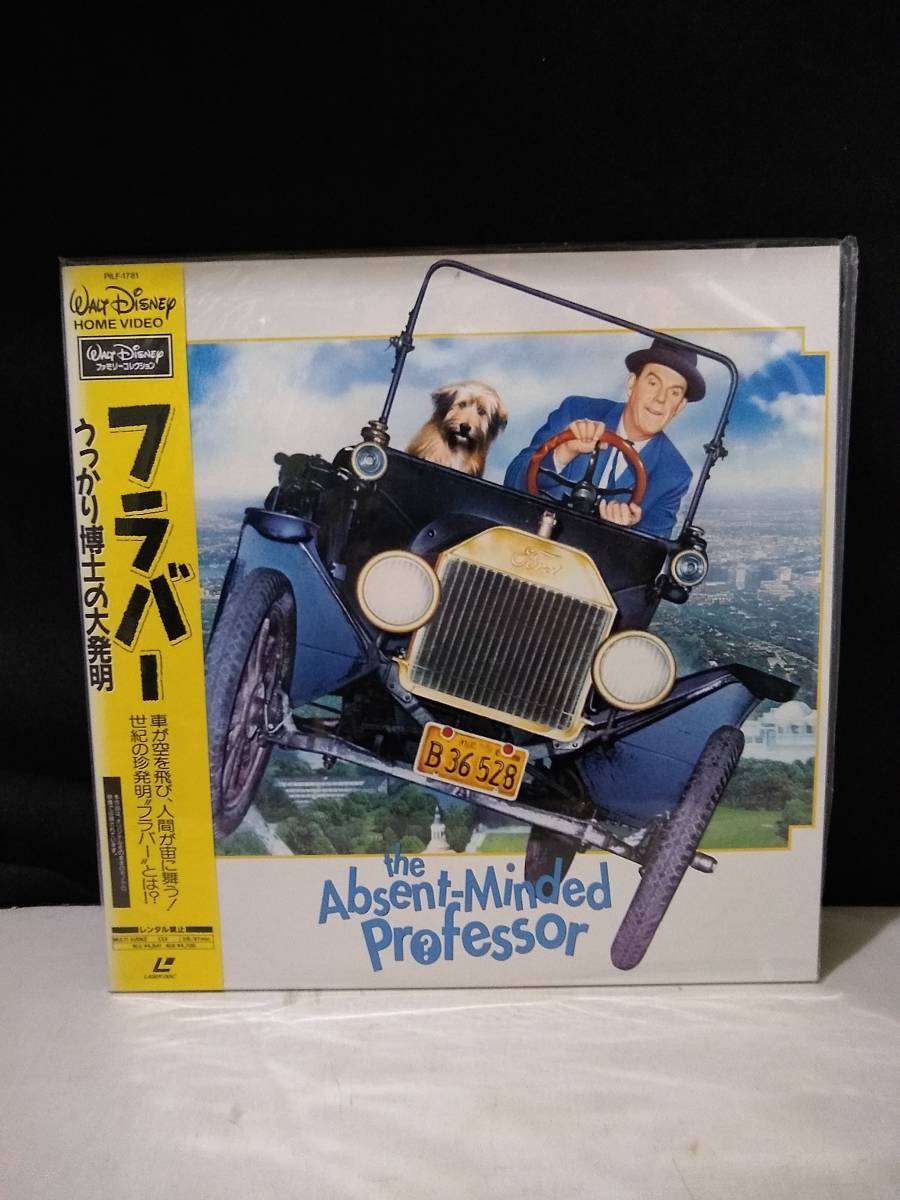 PILF-1781
WALT DISNEY
HOME VIDEO
WALT DISNEY
ファミリーコレクション
フラバー
うっかり博士の大発明
車が空を飛び、人間が宙に舞う!
世紀の珍発明"フラバー"とは!?
レンタル禁止
LASER DISC
Ford
B 36 528
the
Absent-Minded
Professor
?